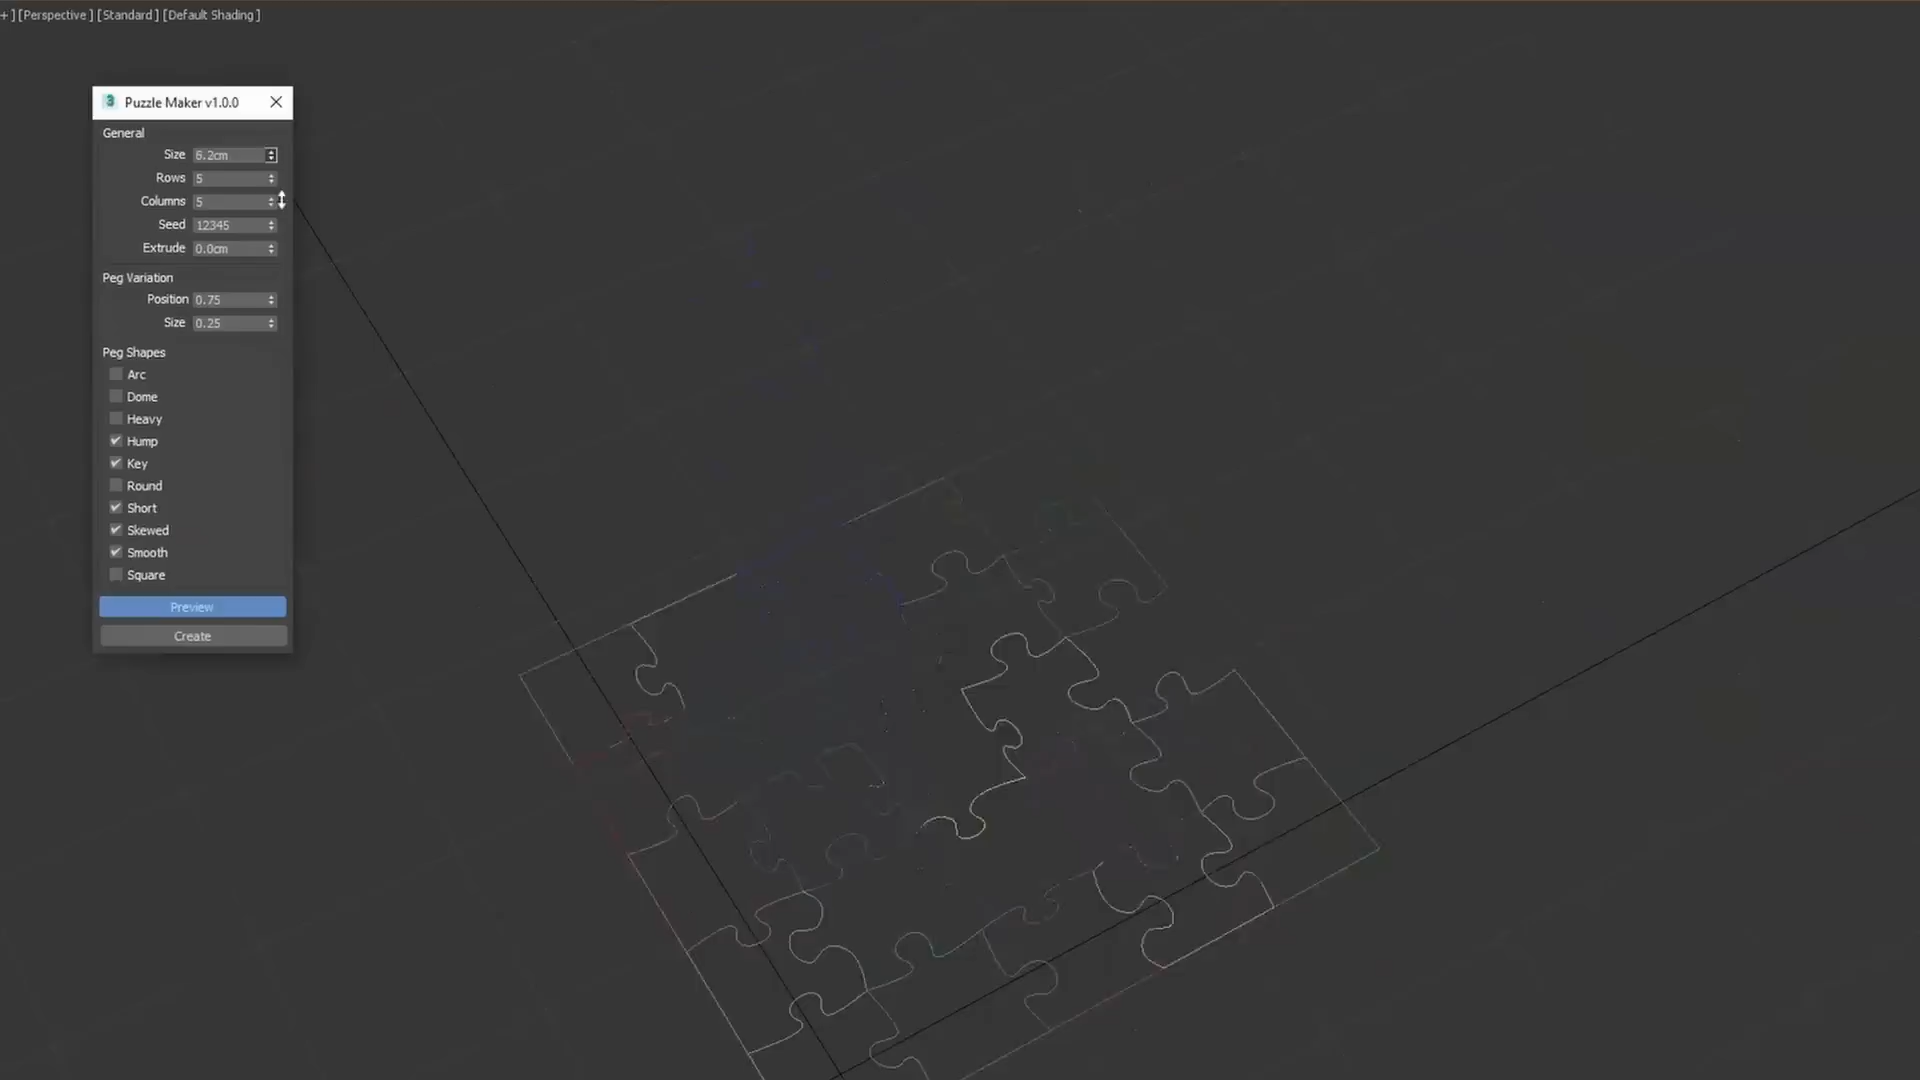 + ] [Perspective ] [Standard ] [Default Shading ]
Puzzle Maker v1.0.0
General
Size 6.2cm
Rows 5
Columns 5
Seed 12345
Extrude 0.0cm
Peg Variation
Position 0.75
Size 0.25
Peg Shapes
Arc
Dome
Heavy
Hump
Key
Round
Short
Skewed
Smooth
Square
Preview
Create